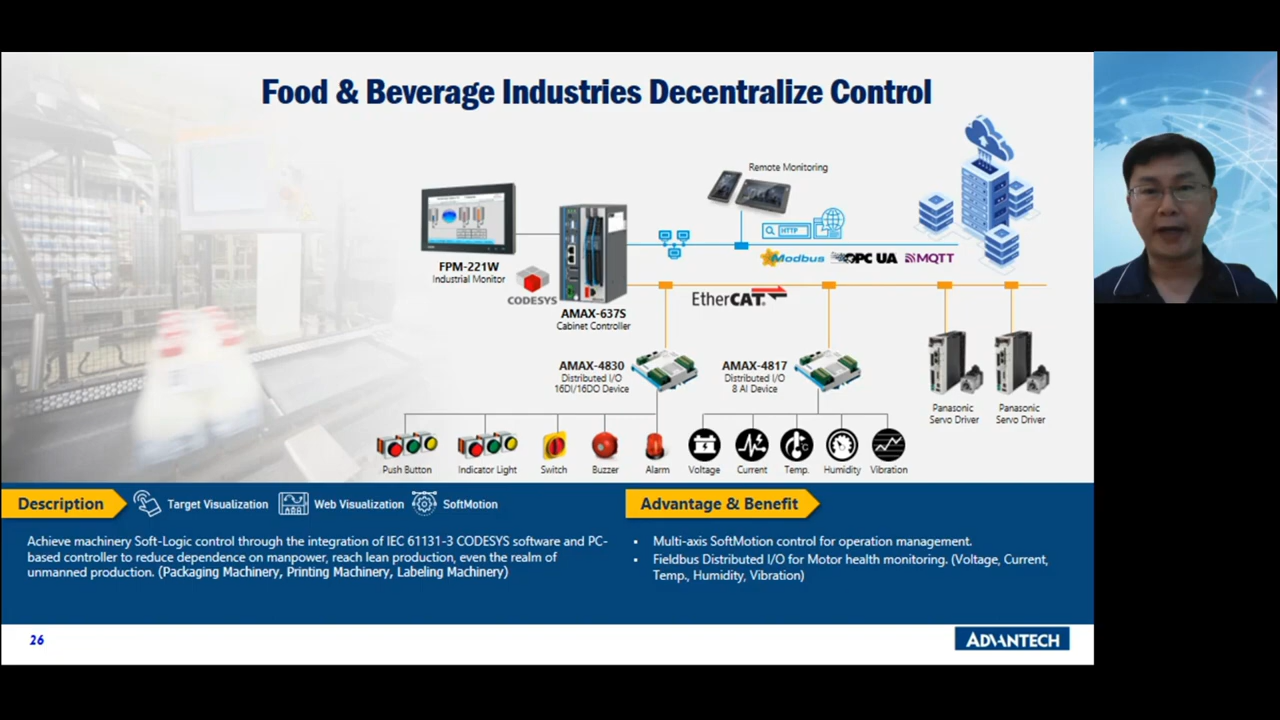 Food & Beverage Industries Decentralize Control
Remote Monitoring
HTTP
FPM-221W
Industrial Monitor
CODESYS
AMAX-637S
Cabinet Controller
Modbus
OPC UA
MQTT
EtherCAT
AMAX-4830
Distributed I/O
16DI/16DO Device
AMAX-4817
Distributed I/O
8 AI Device
Panasonic
Servo Driver
Panasonic
Servo Driver
Push Button
Indicator Light
Switch
Buzzer
Alarm
Voltage
Current
Temp.
Humidity
Vibration
Description
Target Visualization
Web Visualization
SoftMotion
Achieve machinery Soft-Logic control through the integration of IEC 61131-3 CODESYS software and PC-
based controller to reduce dependence on manpower, reach lean production, even the realm of
unmanned production. (Packaging Machinery, Printing Machinery, Labeling Machinery)
Advantage & Benefit
▪ Multi-axis SoftMotion control for operation management.
▪ Fieldbus Distributed I/O for Motor health monitoring. (Voltage, Current,
Temp., Humidity, Vibration)
26
ADVANTECH